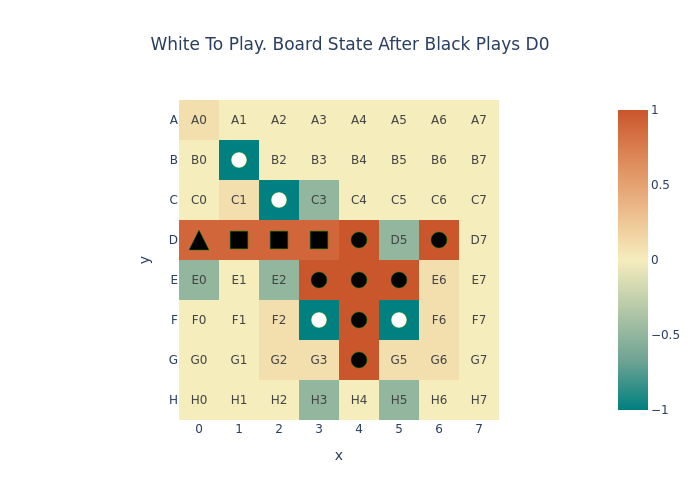 White To Play. Board State After Black Plays D0
A A0 A1 A2 A3 A4 A5 A6 A7
B B0 B2 B3 B4 B5 B6 B7
C C0 C1 C3 C4 C5 C6 C7
D D5 D7
E E0 E1 E2 E6 E7
F F0 F1 F2 F6 F7
G G0 G1 G2 G3 G5 G6 G7
H H0 H1 H2 H3 H4 H5 H6 H7
0 1 2 3 4 5 6 7
x
y
1
0.5
0
−0.5
−1